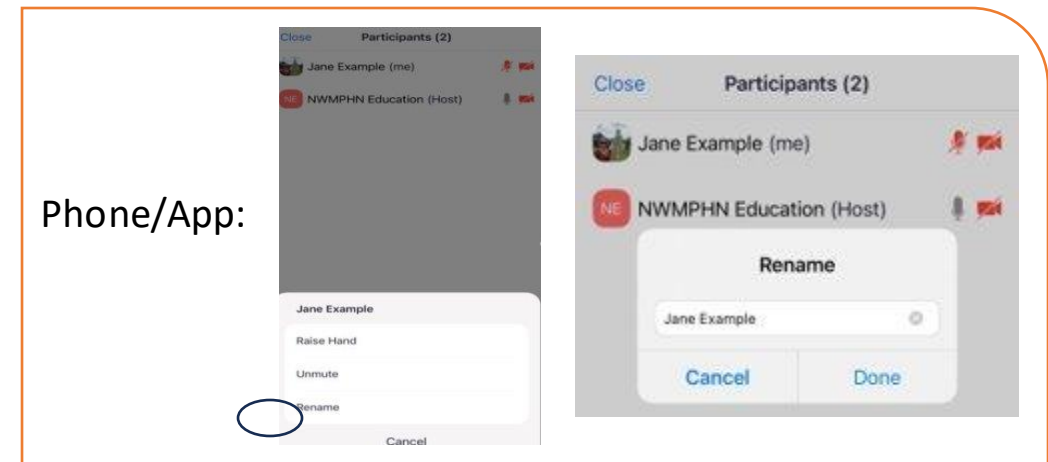 Phone/App:
Close Participants (2)
Jane Example (me)
NE NWMPHN Education (Host)
Jane Example
Raise Hand
Unmute
Rename
Cancel
Close Participants (2)
Jane Example (me)
NE NWMPHN Education (Host)
Rename
Jane Example
Cancel Done